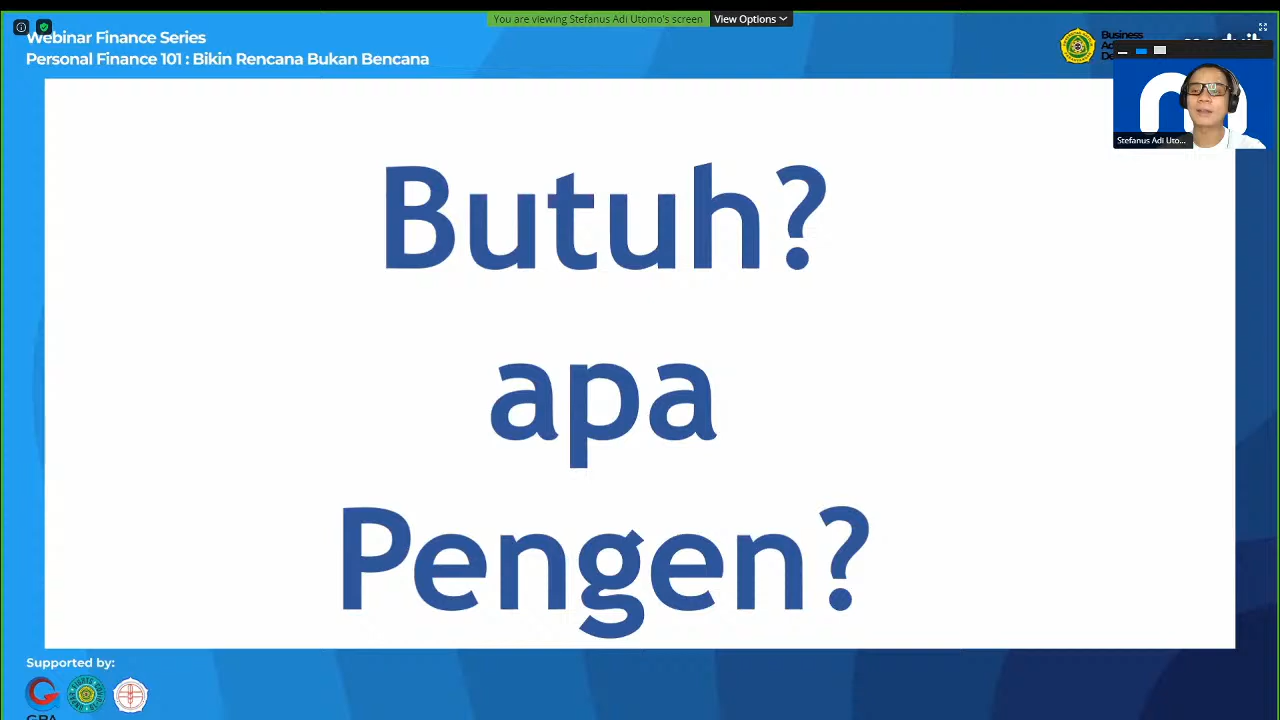 You are viewing Stefanus Adi Utomo's screen
View Options
Webinar Finance Series
Personal Finance 101 : Bikin Rencana Bukan Bencana
Business
Stefanus Adi Uto...
Butuh?
apa
Pengen?
Supported by: